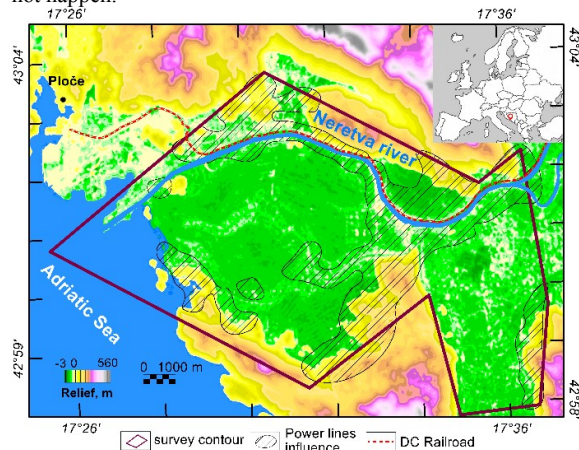 not happen.
17°26' 17°36'
43°04' 43°04'
Ploče
Neretva river
Adriatic Sea
-3 0 560
Relief, m
0 1000 m
42°59' 42°58'
17°26' 17°36'
survey contour Power lines influence DC Railroad